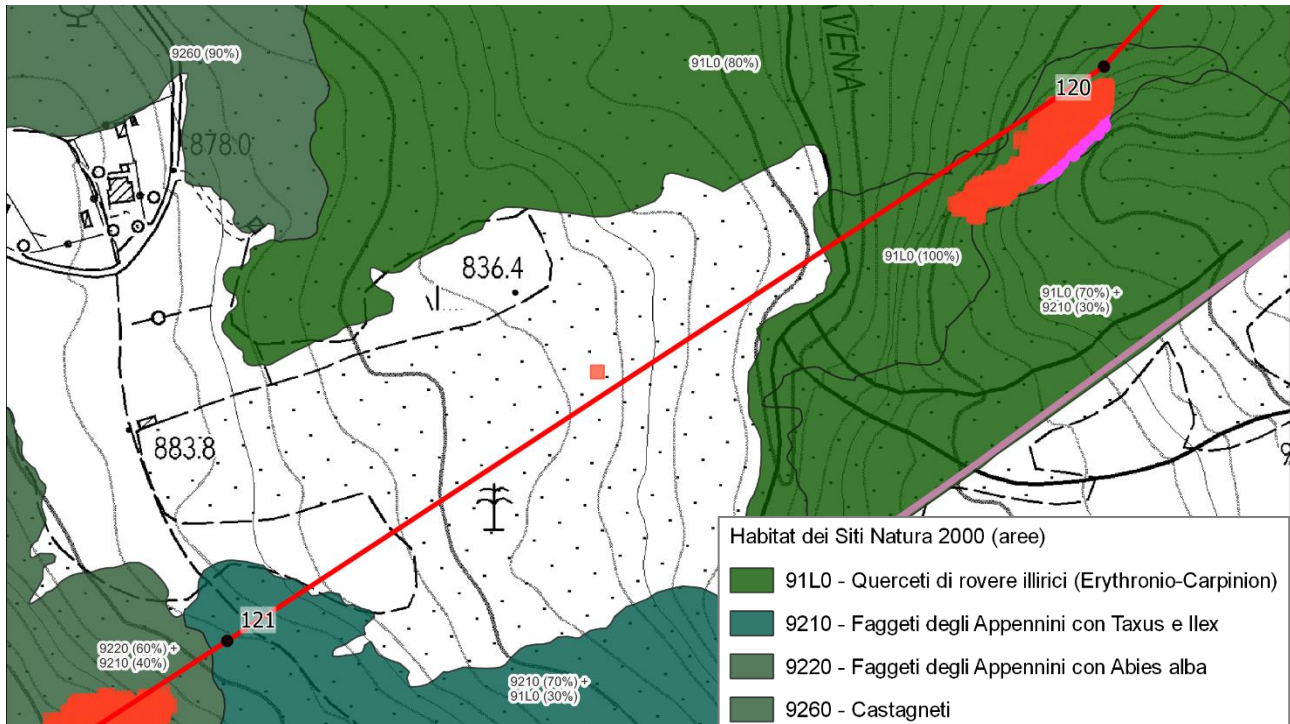 9260 (90%)
91L0 (80%)
VENA
120
878.0
836.4
91L0 (100%)
91L0 (70%) +
9210 (30%)
883.8
121
9220 (60%) +
9210 (40%)
9210 (70%) +
91L0 (30%)
Habitat dei Siti Natura 2000 (aree)
91L0 - Querceti di rovere illirici (Erythronio-Carpinion)
9210 - Faggeti degli Appennini con Taxus e Ilex
9220 - Faggeti degli Appennini con Abies alba
9260 - Castagneti